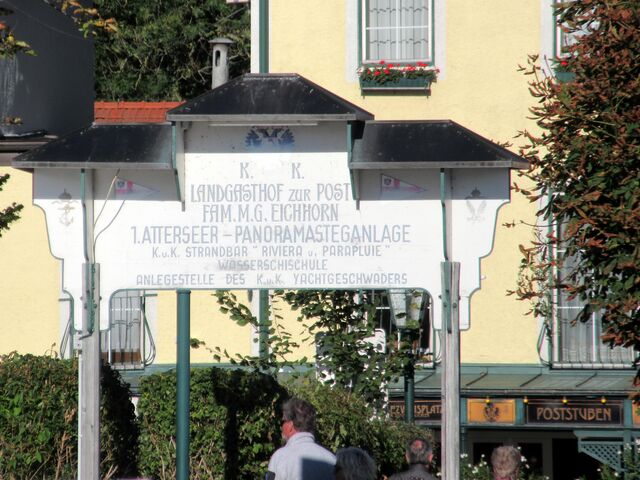 K. K.
LANDGASTHOF ZUR POST
FAM. M.G. EICHHORN
1. ATTERSEER - PANORAMASTEGANLAGE
K.u.K. STRANDBAR "RIVIERA u. PARAPLUIE"
WASSERSCHISCHULE
ANLEGESTELLE DES K.u.K. YACHTGESCHWADERS
POSTSTUBEN